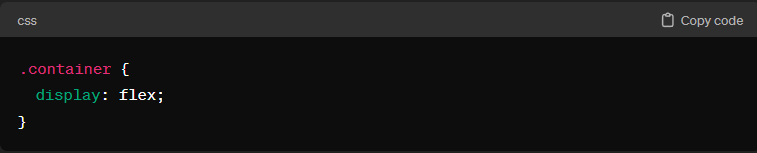 css Copy code
.container {
display: flex;
}